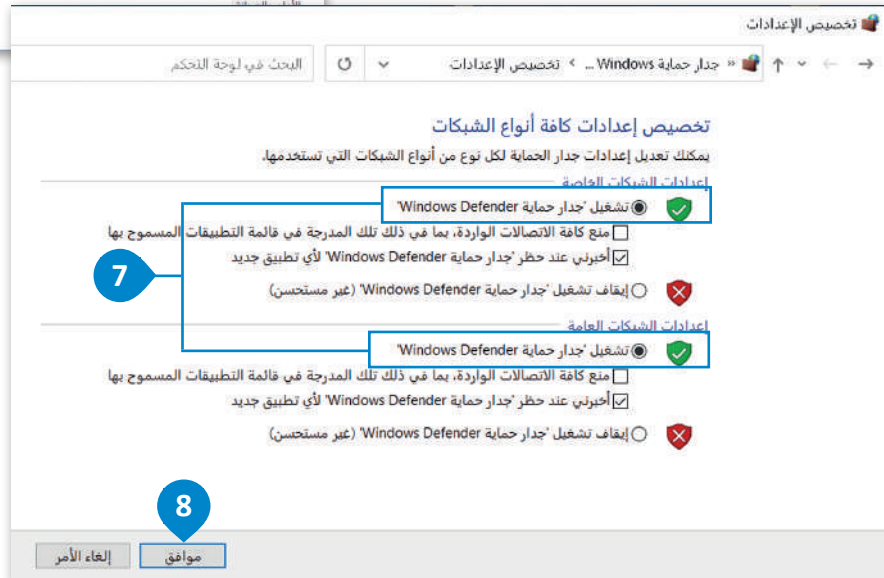 تخصيص الإعدادات
» جدار حماية Windows ... › تخصيص الإعدادات
البحث في لوحة التحكم
تخصيص إعدادات كافة أنواع الشبكات
يمكنك تعديل إعدادات جدار الحماية لكل نوع من أنواع الشبكات التي تستخدمها.
إعدادات الشبكات الخاصة
تشغيل 'جدار حماية Windows Defender'
منع كافة الاتصالات الواردة، بما في ذلك تلك المدرجة في قائمة التطبيقات المسموح بها
أخبرني عند حظر 'جدار حماية Windows Defender' لأي تطبيق جديد
7
إيقاف تشغيل 'جدار حماية Windows Defender' (غير مستحسن)
إعدادات الشبكات العامة
تشغيل 'جدار حماية Windows Defender'
منع كافة الاتصالات الواردة، بما في ذلك تلك المدرجة في قائمة التطبيقات المسموح بها
أخبرني عند حظر 'جدار حماية Windows Defender' لأي تطبيق جديد
إيقاف تشغيل 'جدار حماية Windows Defender' (غير مستحسن)
8
موافق
إلغاء الأمر